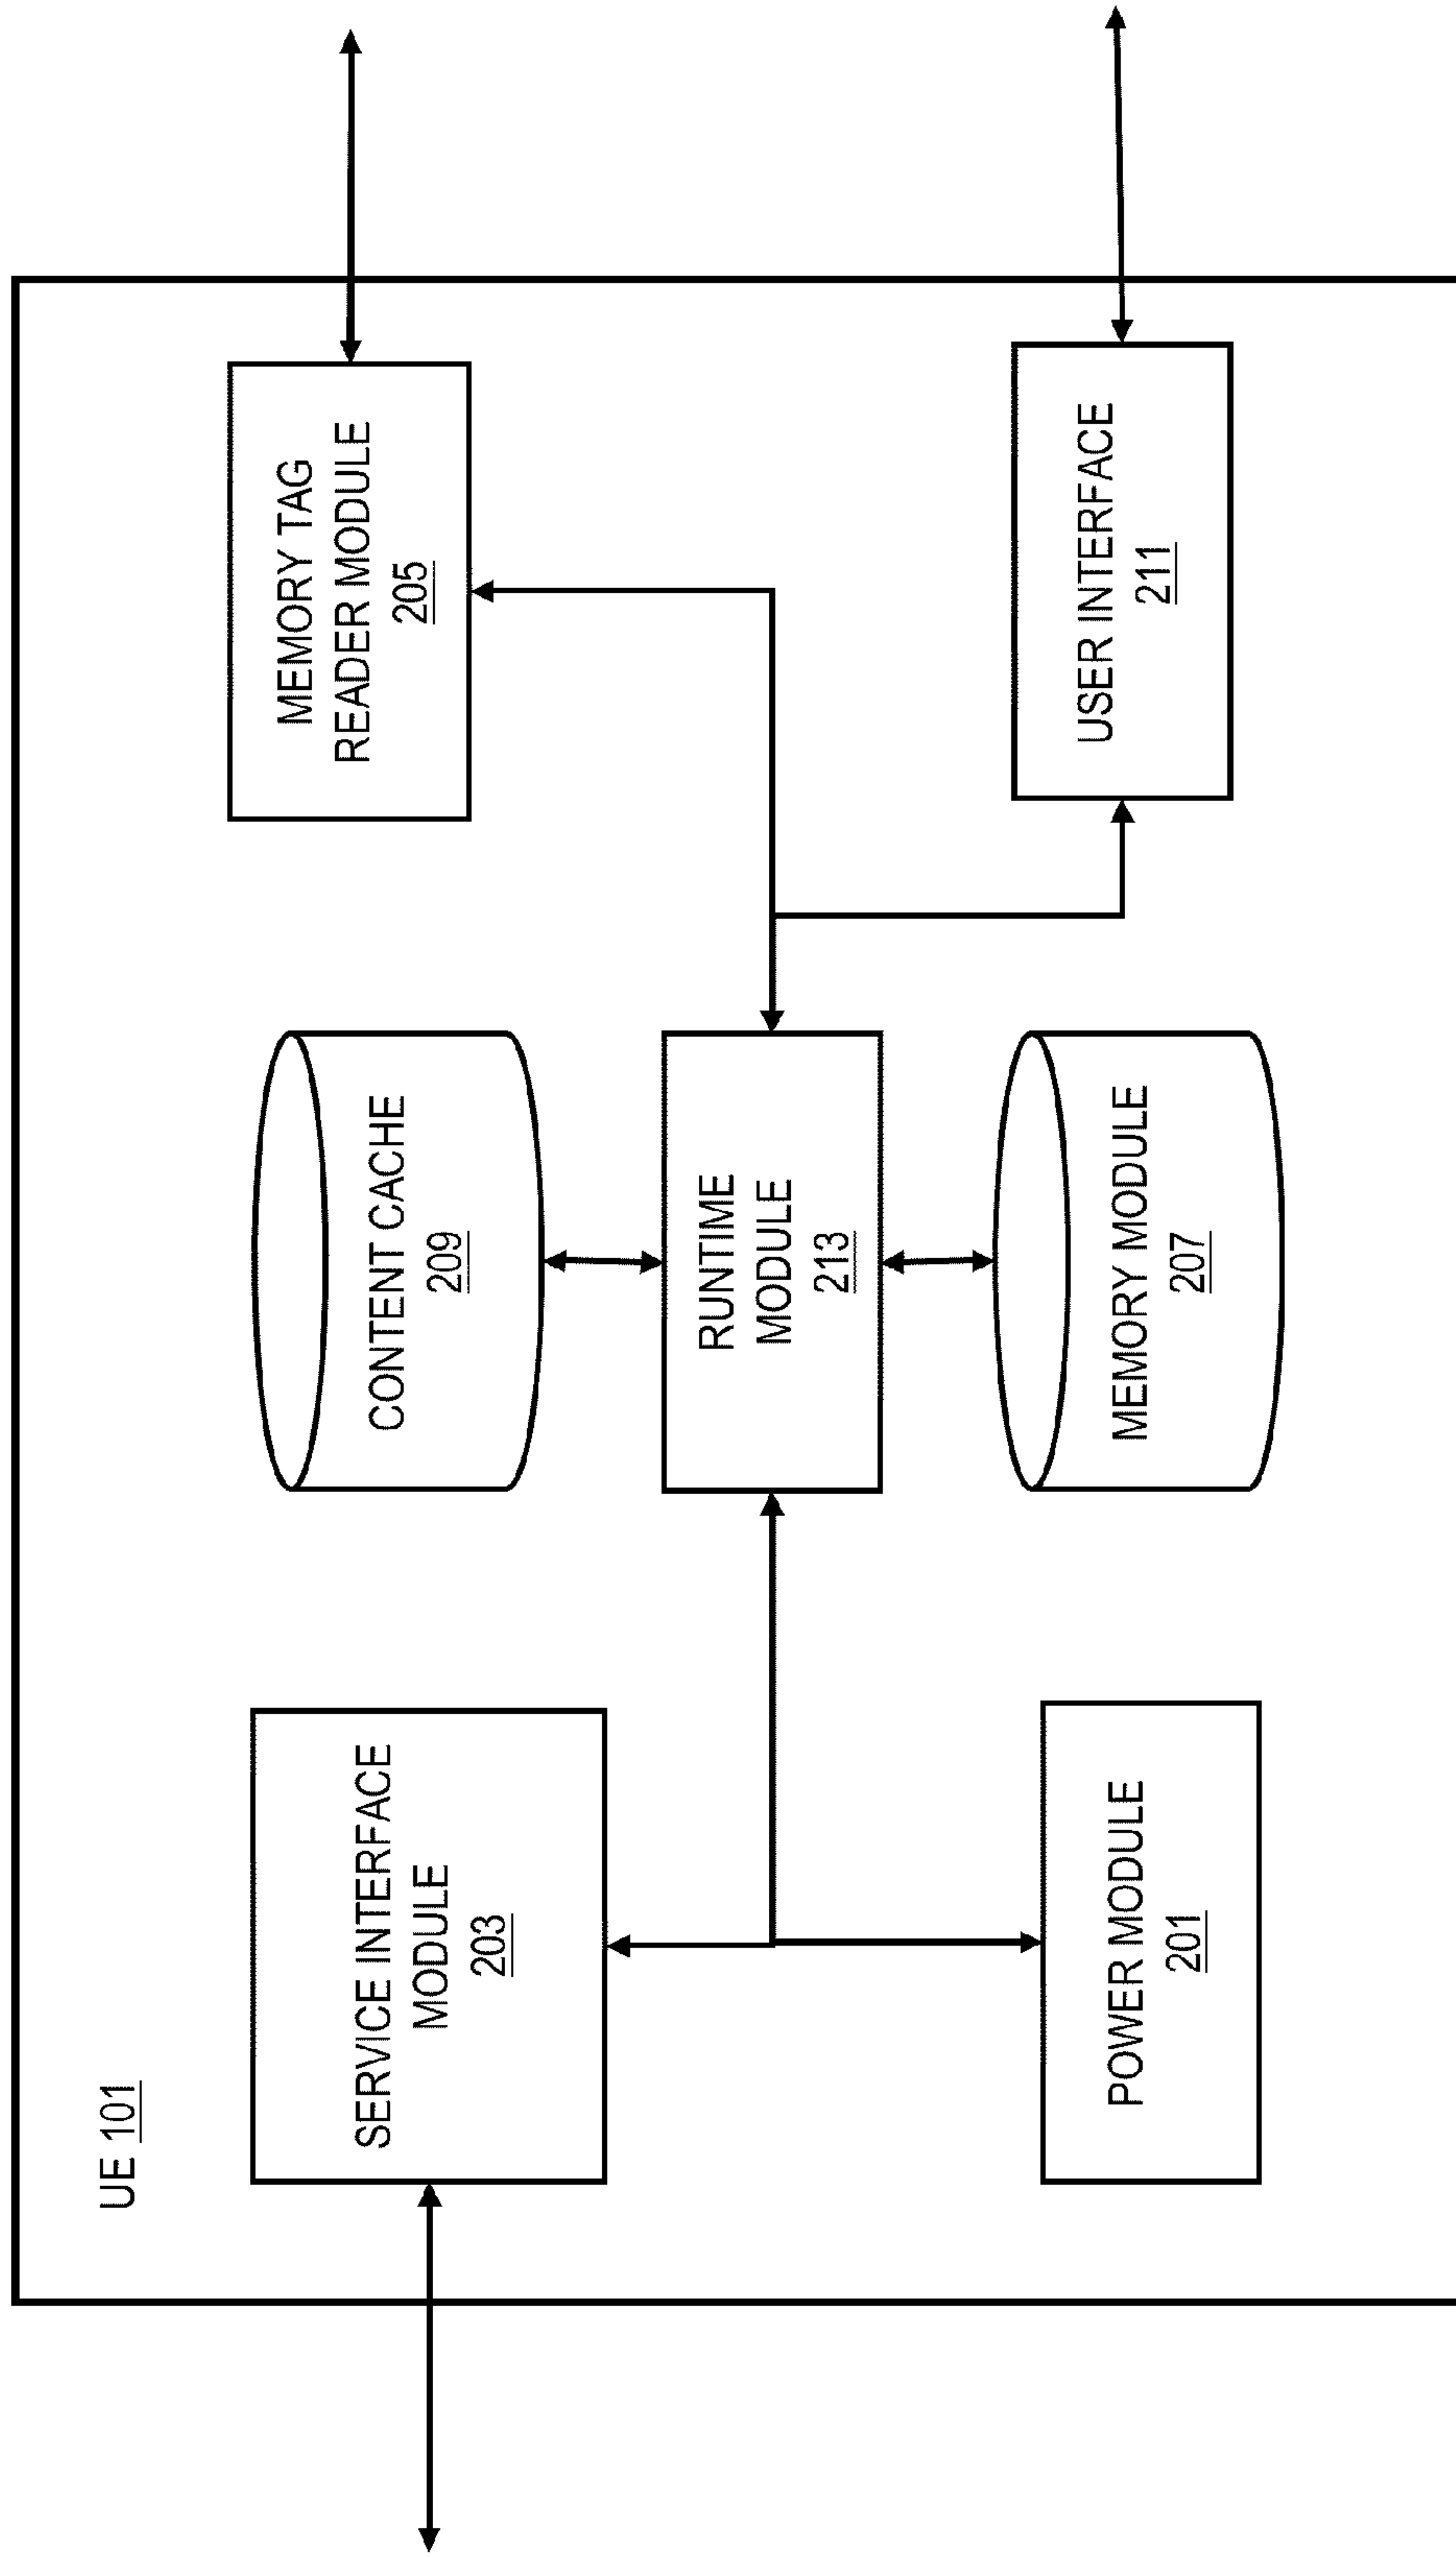 UE 101
SERVICE INTERFACE
MODULE
203
CONTENT CACHE
209
MEMORY TAG
READER MODULE
205
RUNTIME
MODULE
213
POWER MODULE
201
MEMORY MODULE
207
USER INTERFACE
211